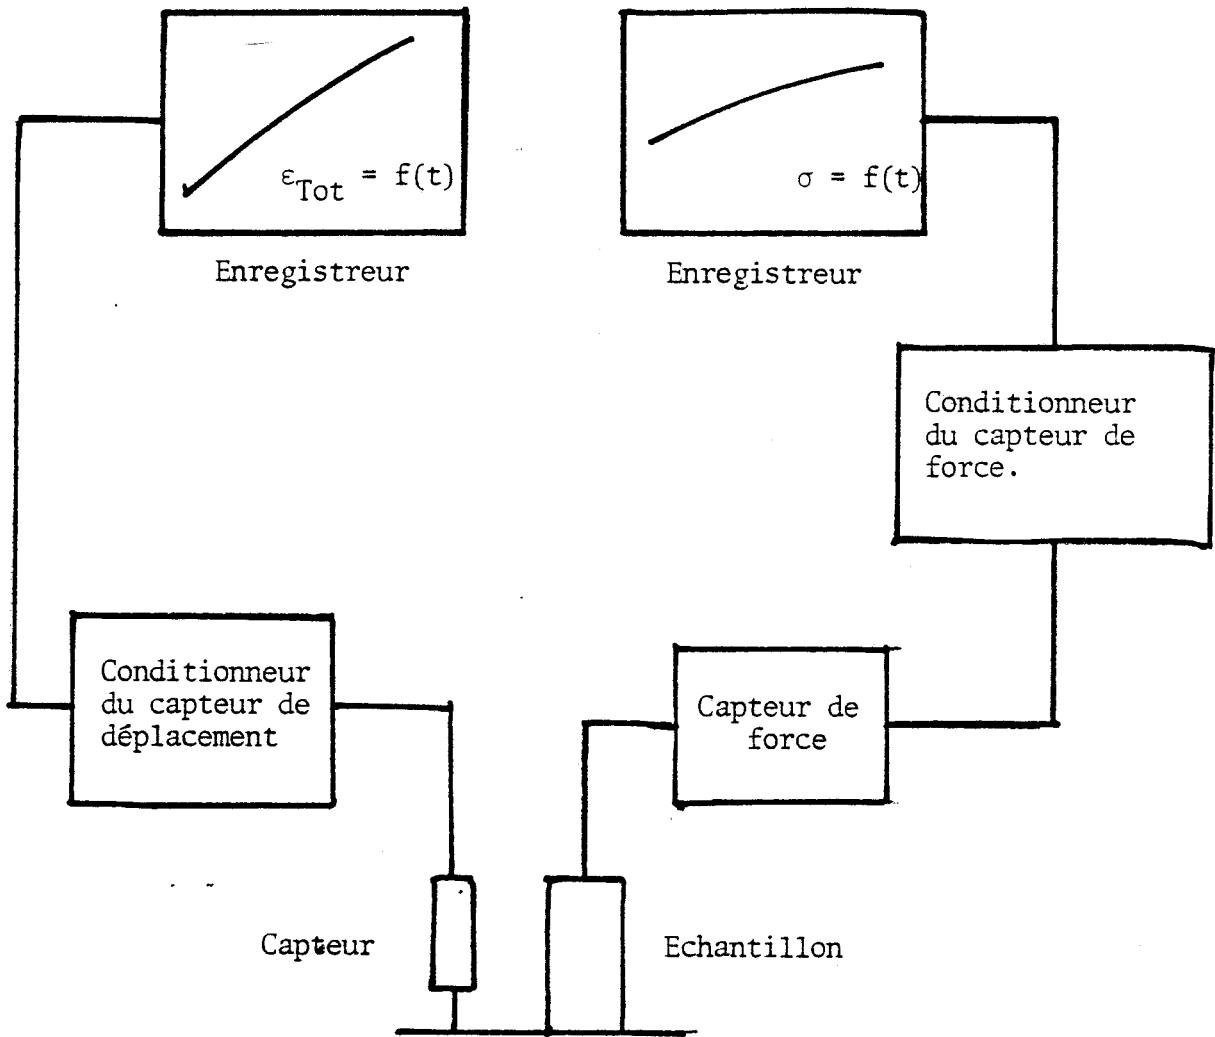 ε_Tot = f(t)
σ = f(t)
Enregistreur
Enregistreur
Conditionneur
du capteur de
force.
Conditionneur
du capteur de
déplacement
Capteur de
force
Capteur
Echantillon